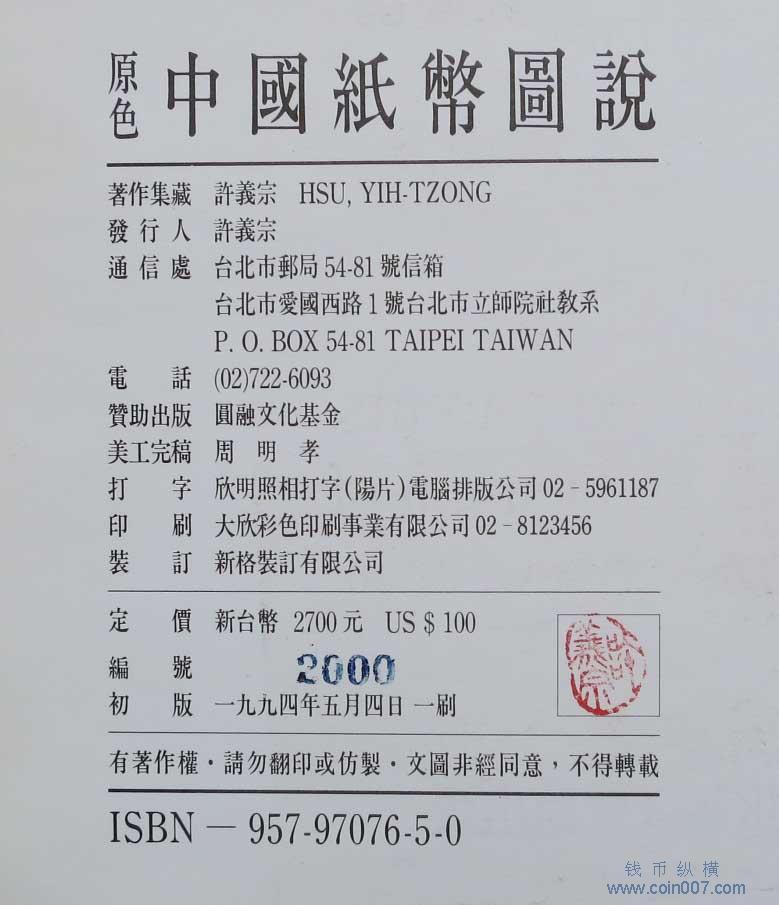 原色 中國紙幣圖說
著作集藏 許義宗 HSU, YIH-TZONG
發行人 許義宗
通信處 台北市郵局54-81號信箱
台北市愛國西路1號台北市立師院社教系
P. O. BOX 54-81 TAIPEI TAIWAN
電話 (02)722-6093
贊助出版 圓融文化基金
美工完稿 周明孝
打字 欣明照相打字(陽片)電腦排版公司02-5961187
印刷 大欣彩色印刷事業有限公司02-8123456
裝訂 新格裝訂有限公司
定價 新台幣 2700元 US $ 100
編號 2000
初版 一九九四年五月四日 一刷
許義宗
有著作權·請勿翻印或仿製·文圖非經同意，不得轉載
ISBN — 957-97076-5-0
钱币纵横
www.coin007.com